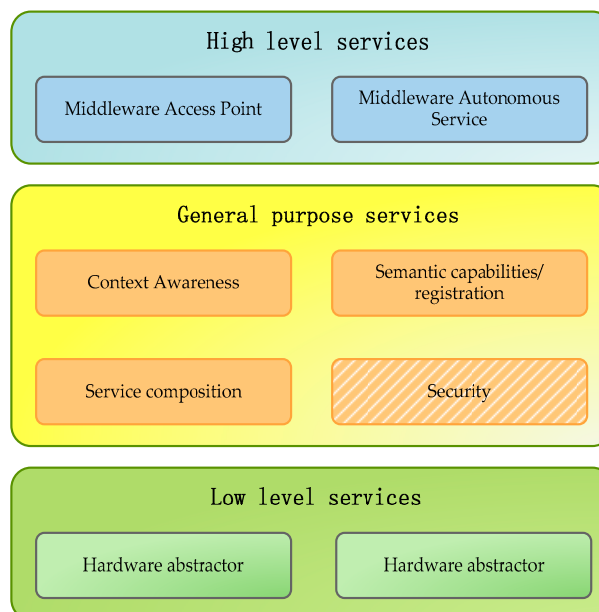 High level services
Middleware Access Point
Middleware Autonomous
Service
General purpose services
Context Awareness
Semantic capabilities/
registration
Service composition
Security
Low level services
Hardware abstractor
Hardware abstractor